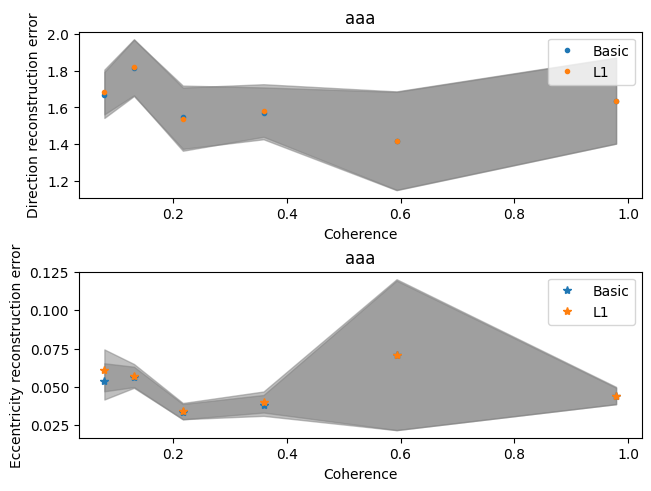 aaa
Direction reconstruction error
2.0
1.8
1.6
1.4
1.2
Basic
L1
0.2 0.4 0.6 0.8 1.0
Coherence
aaa
Eccentricity reconstruction error
0.125
0.100
0.075
0.050
0.025
Basic
L1
0.2 0.4 0.6 0.8 1.0
Coherence